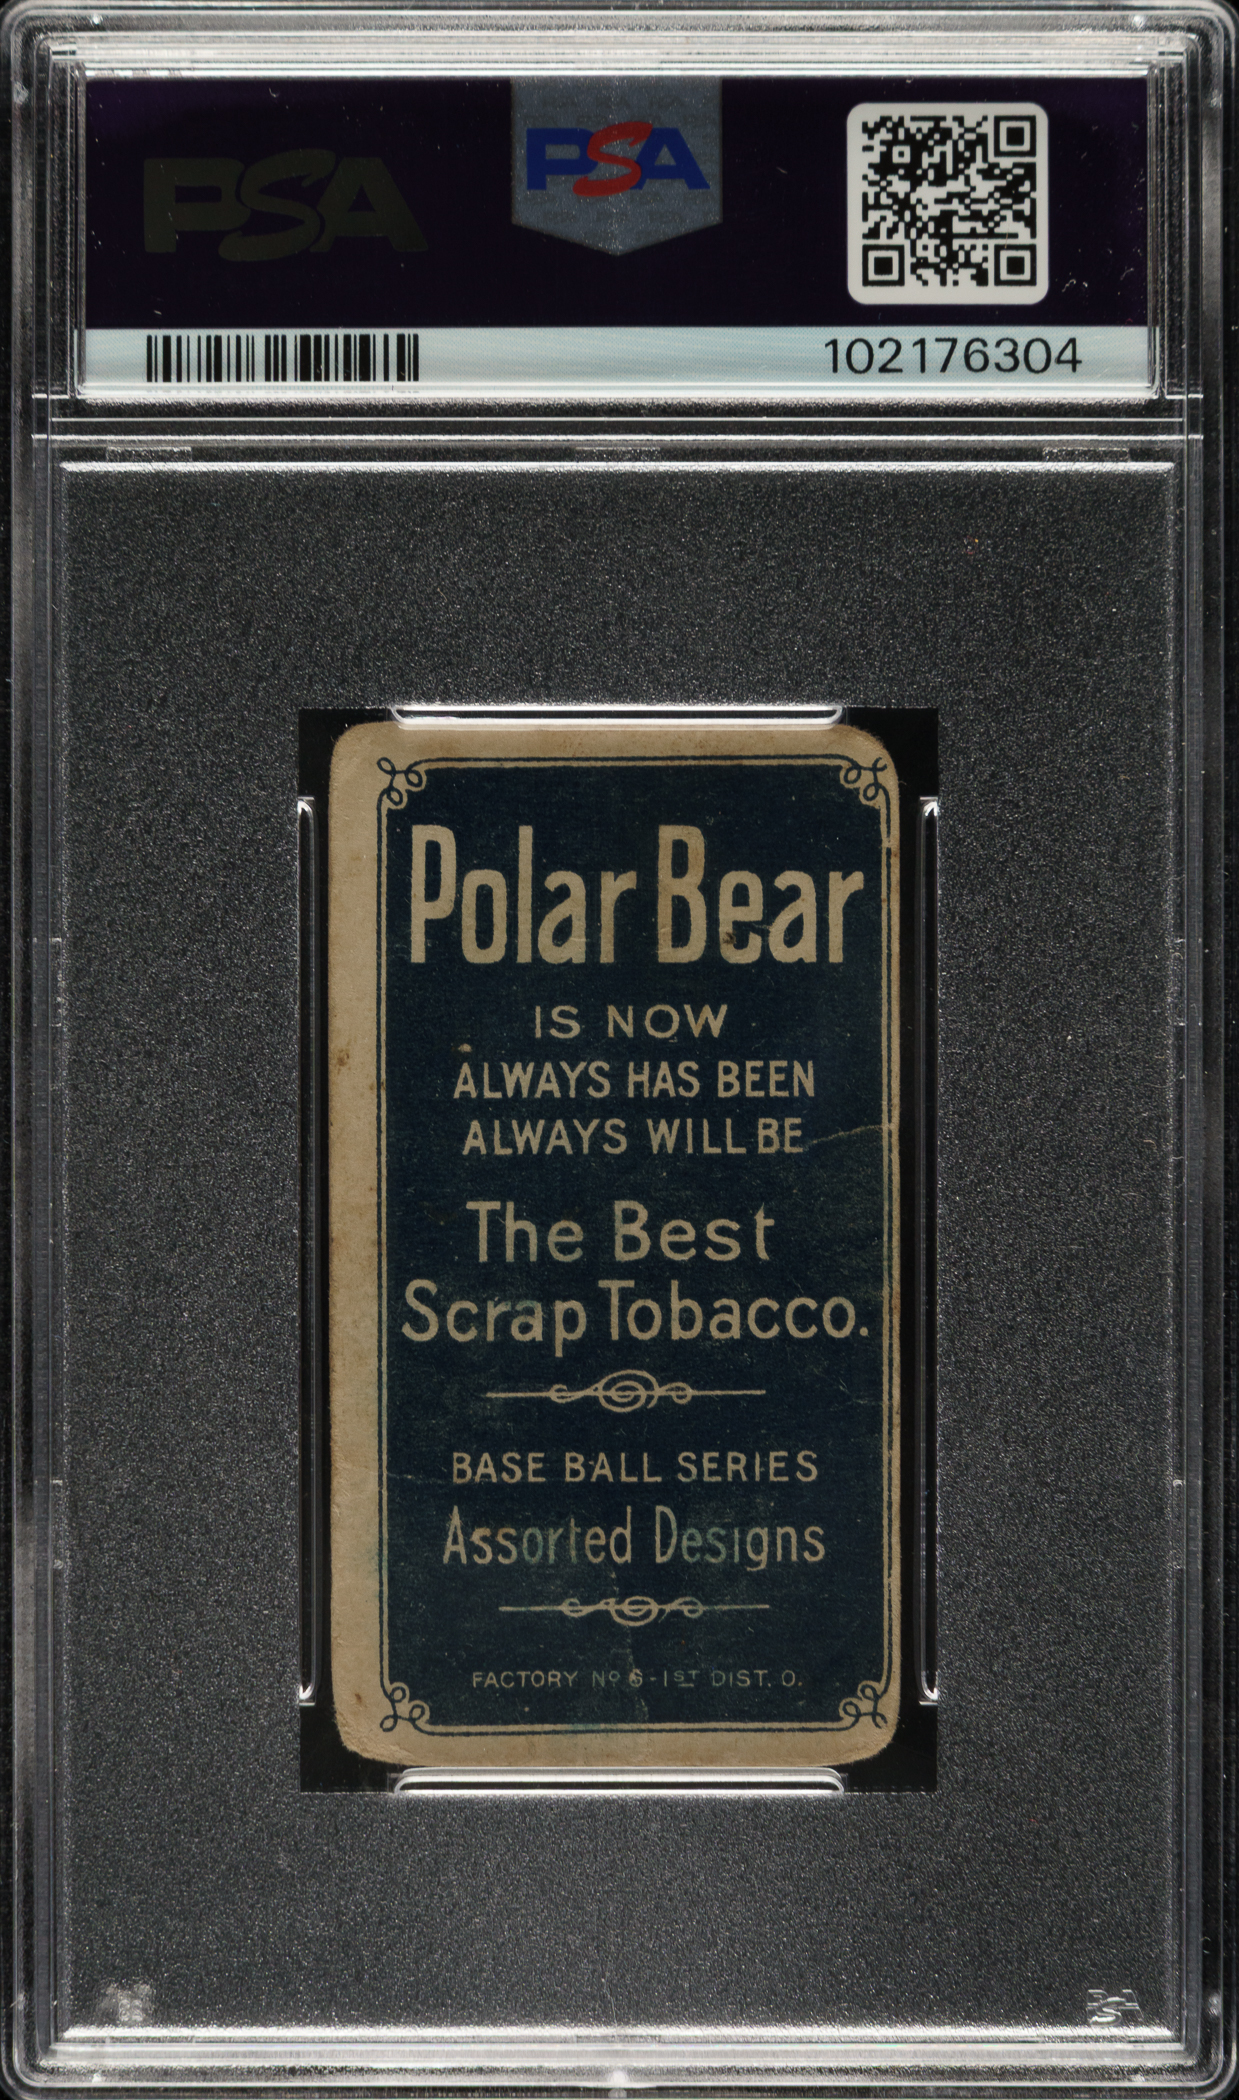 PSA
PSA
102176304
Polar Bear
IS NOW
ALWAYS HAS BEEN
ALWAYS WILL BE
The Best
Scrap Tobacco.
BASE BALL SERIES
Assorted Designs
FACTORY Nº 6-1ST DIST. O.
PSA